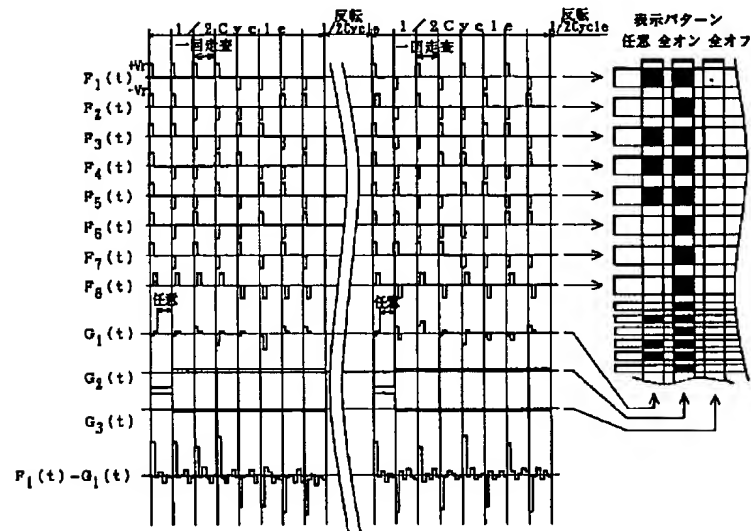 1/2Cycle
反転
1/2Cycle
1/2Cycle
反転
1/2Cycle
一回走査
一回走査
表示パターン
任意 全オン 全オフ
+Vr
F₁(t)
-Vr
F₂(t)
F₃(t)
F₄(t)
F₅(t)
F₆(t)
F₇(t)
F₈(t)
任意
任意
G₁(t)
G₂(t)
G₃(t)
F₁(t)-G₁(t)